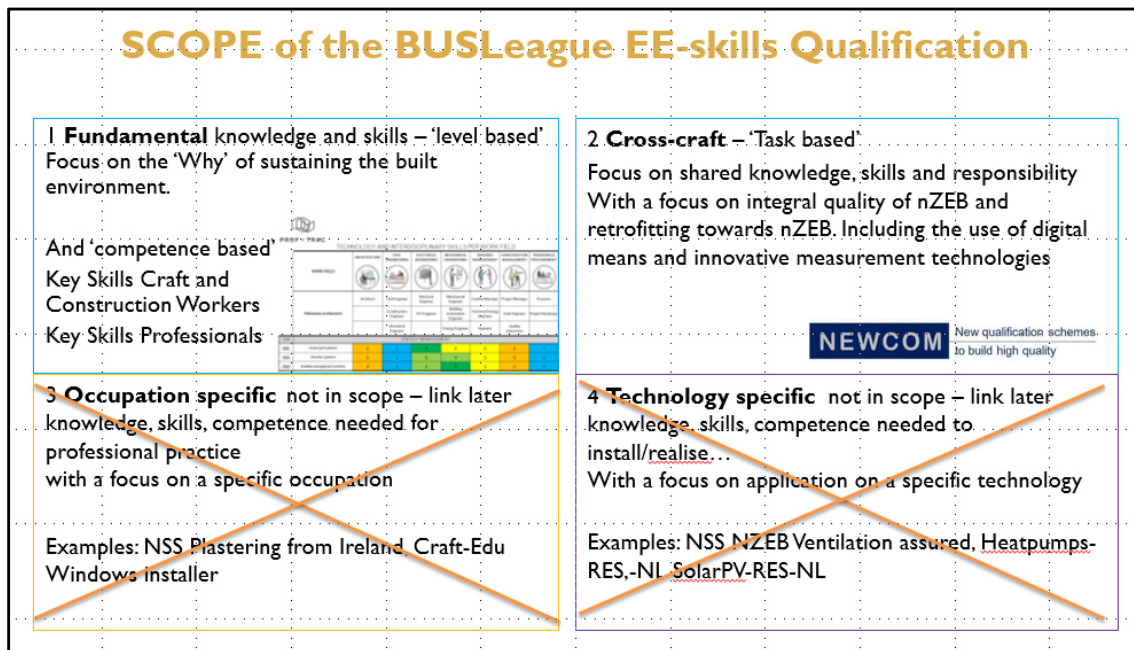 SCOPE of the BUSLeague EE-skills Qualification
1 Fundamental knowledge and skills – 'level based'
Focus on the 'Why' of sustaining the built
environment.
And 'competence based'
Key Skills Craft and
Construction Workers
Key Skills Professionals
TECHNOLOGY AND INTERDISCIPLINARY SKILLS PER WORK FIELD
2 Cross-craft – 'Task based'
Focus on shared knowledge, skills and responsibility
With a focus on integral quality of nZEB and
retrofitting towards nZEB. Including the use of digital
means and innovative measurement technologies
NEWCOM
New qualification schemes
to build high quality
3 Occupation specific not in scope – link later
knowledge, skills, competence needed for
professional practice
with a focus on a specific occupation
Examples: NSS Plastering from Ireland, Craft-Edu
Windows installer
4 Technology specific not in scope – link later
knowledge, skills, competence needed to
install/realise…
With a focus on application on a specific technology
Examples: NSS NZEB Ventilation assured, Heatpumps-
RES,-NL SolarPV-RES-NL